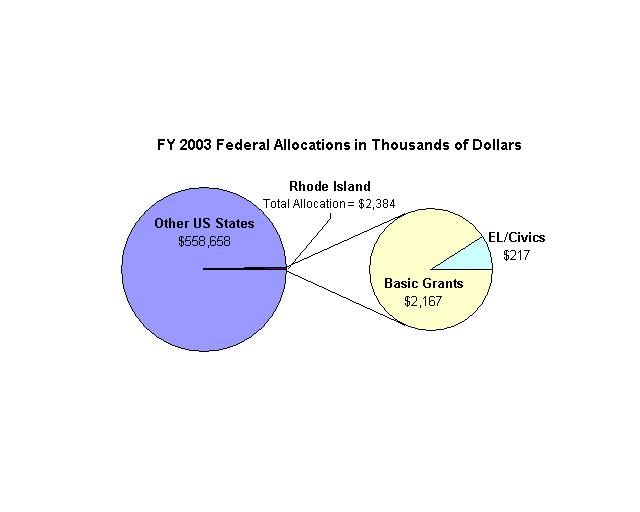 FY 2003 Federal Allocations in Thousands of Dollars
Rhode Island
Total Allocation = $2,384
Other US States
$558,658
EL/Civics
$217
Basic Grants
$2,167